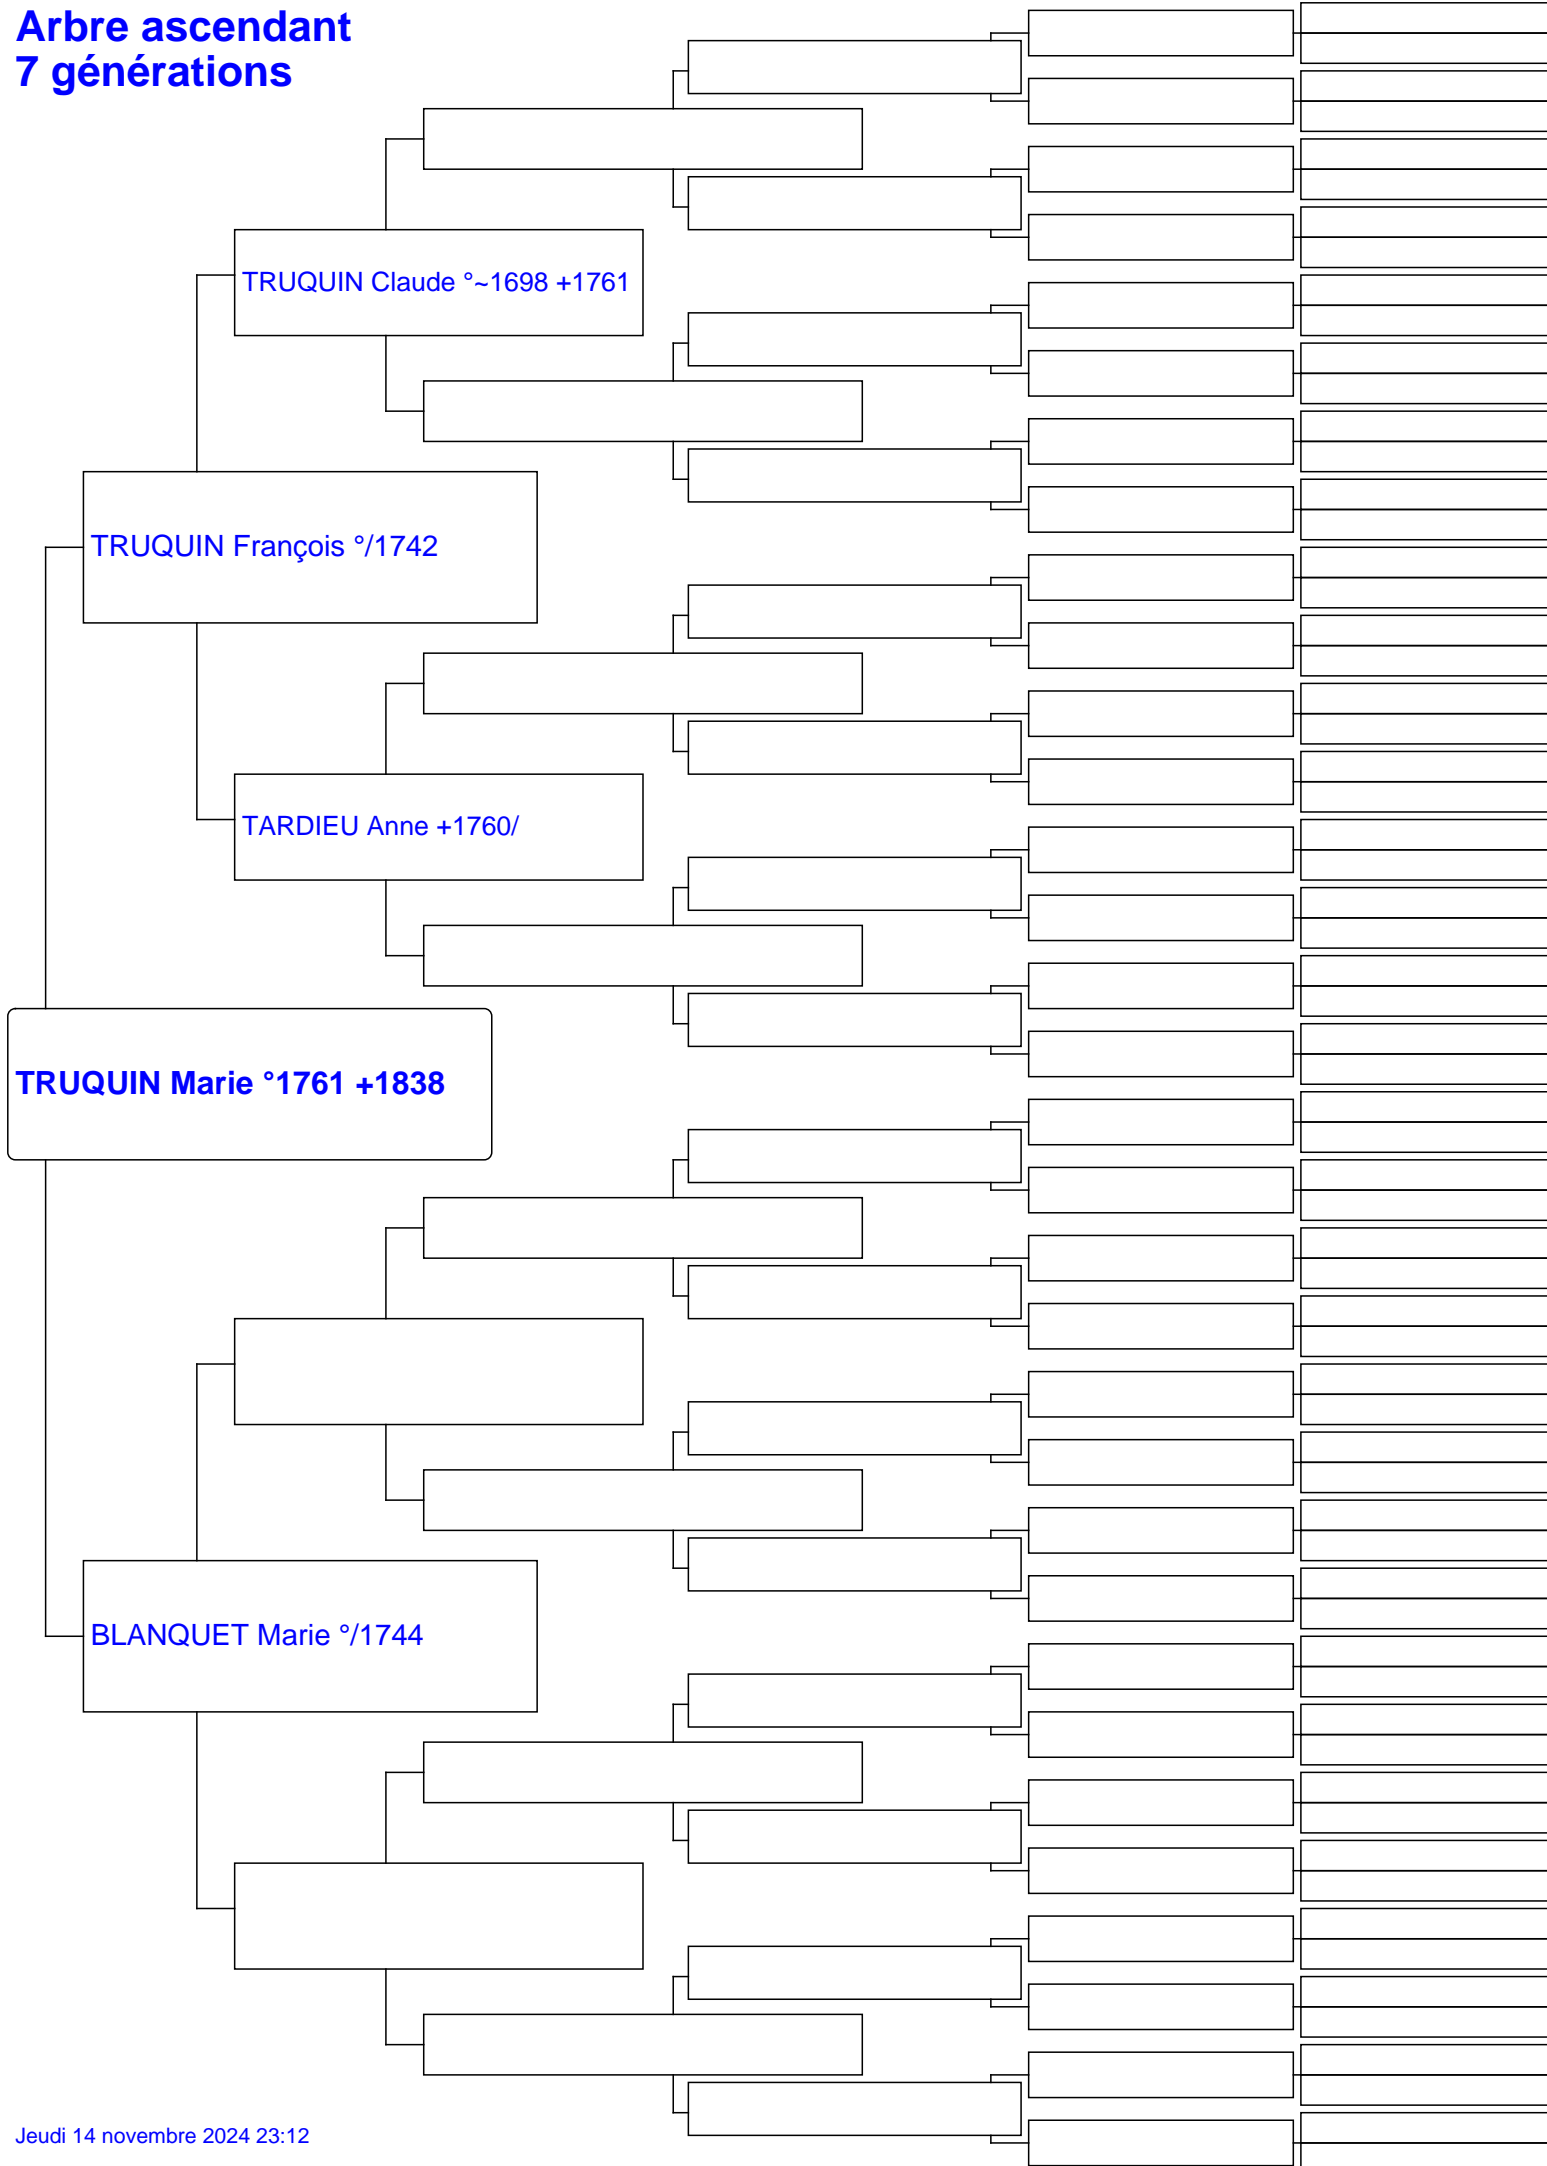 Arbre ascendant
7 générations
TRUQUIN Claude °~1698 +1761
TRUQUIN François °/1742
TARDIEU Anne +1760/
TRUQUIN Marie °1761 +1838
BLANQUET Marie °/1744
Jeudi 14 novembre 2024 23:12